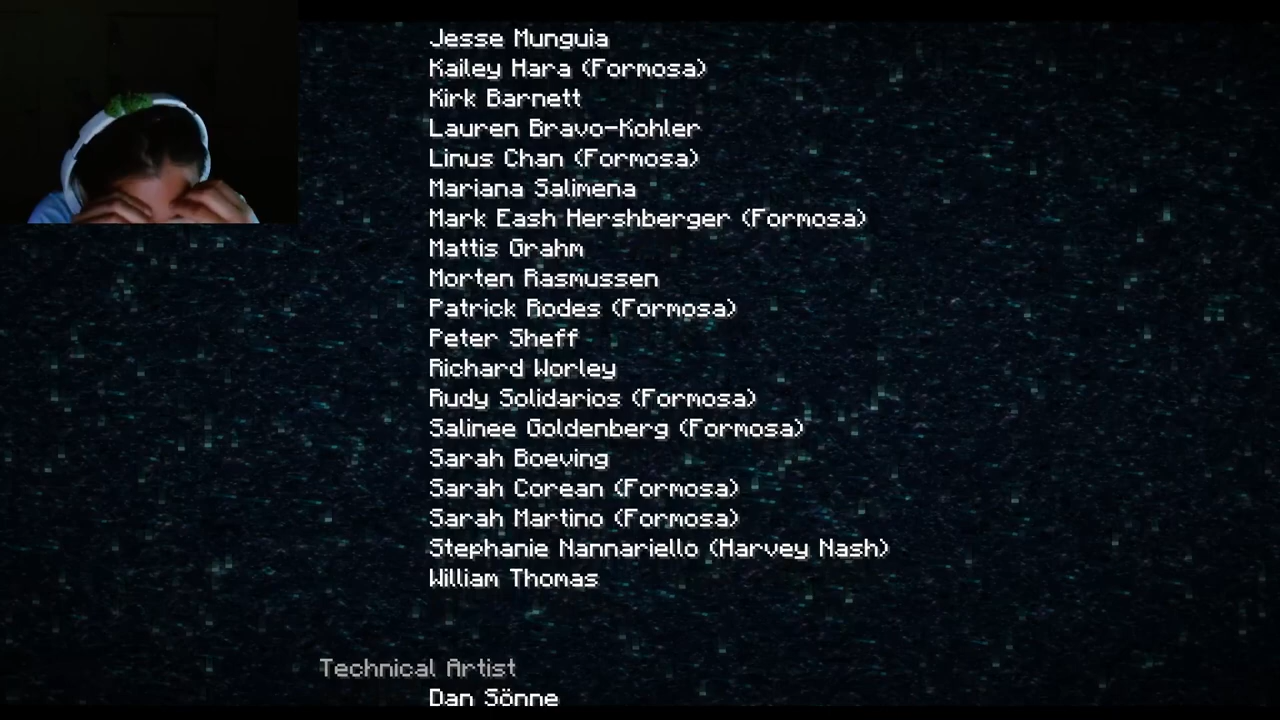 Jesse Munguia
Kailey Hara (Formosa)
Kirk Barnett
Lauren Bravo-Kohler
Linus Chan (Formosa)
Mariana Salimena
Mark Eash Hershberger (Formosa)
Mattis Grahm
Morten Rasmussen
Patrick Rodes (Formosa)
Peter Sheff
Richard Worley
Rudy Solidarios (Formosa)
Salinee Goldenberg (Formosa)
Sarah Boeving
Sarah Corean (Formosa)
Sarah Martino (Formosa)
Stephanie Nannariello (Harvey Nash)
William Thomas
Technical Artist
Dan Sönne